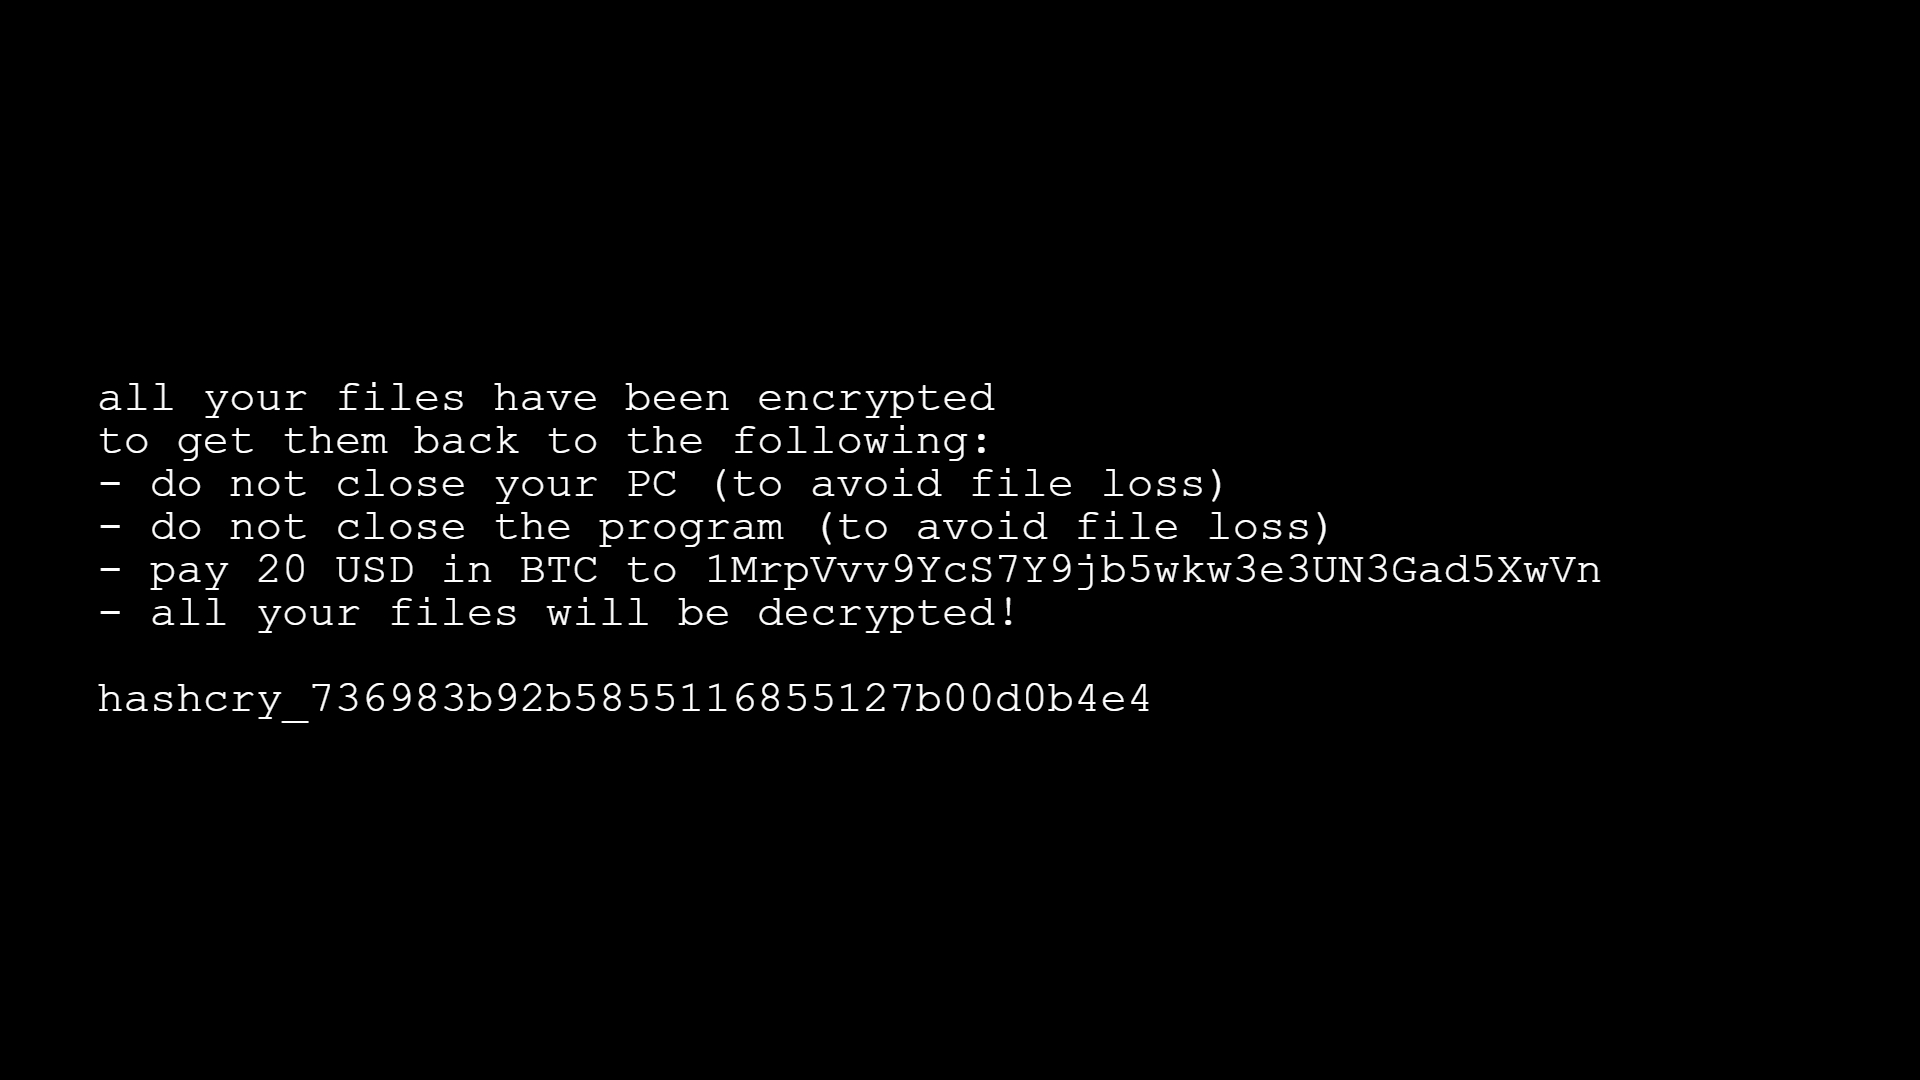 all your files have been encrypted
to get them back to the following:
- do not close your PC (to avoid file loss)
- do not close the program (to avoid file loss)
- pay 20 USD in BTC to 1MrpVvv9YcS7Y9jb5wkw3e3UN3Gad5XwVn
- all your files will be decrypted!

hashcry_736983b92b5855116855127b00d0b4e4